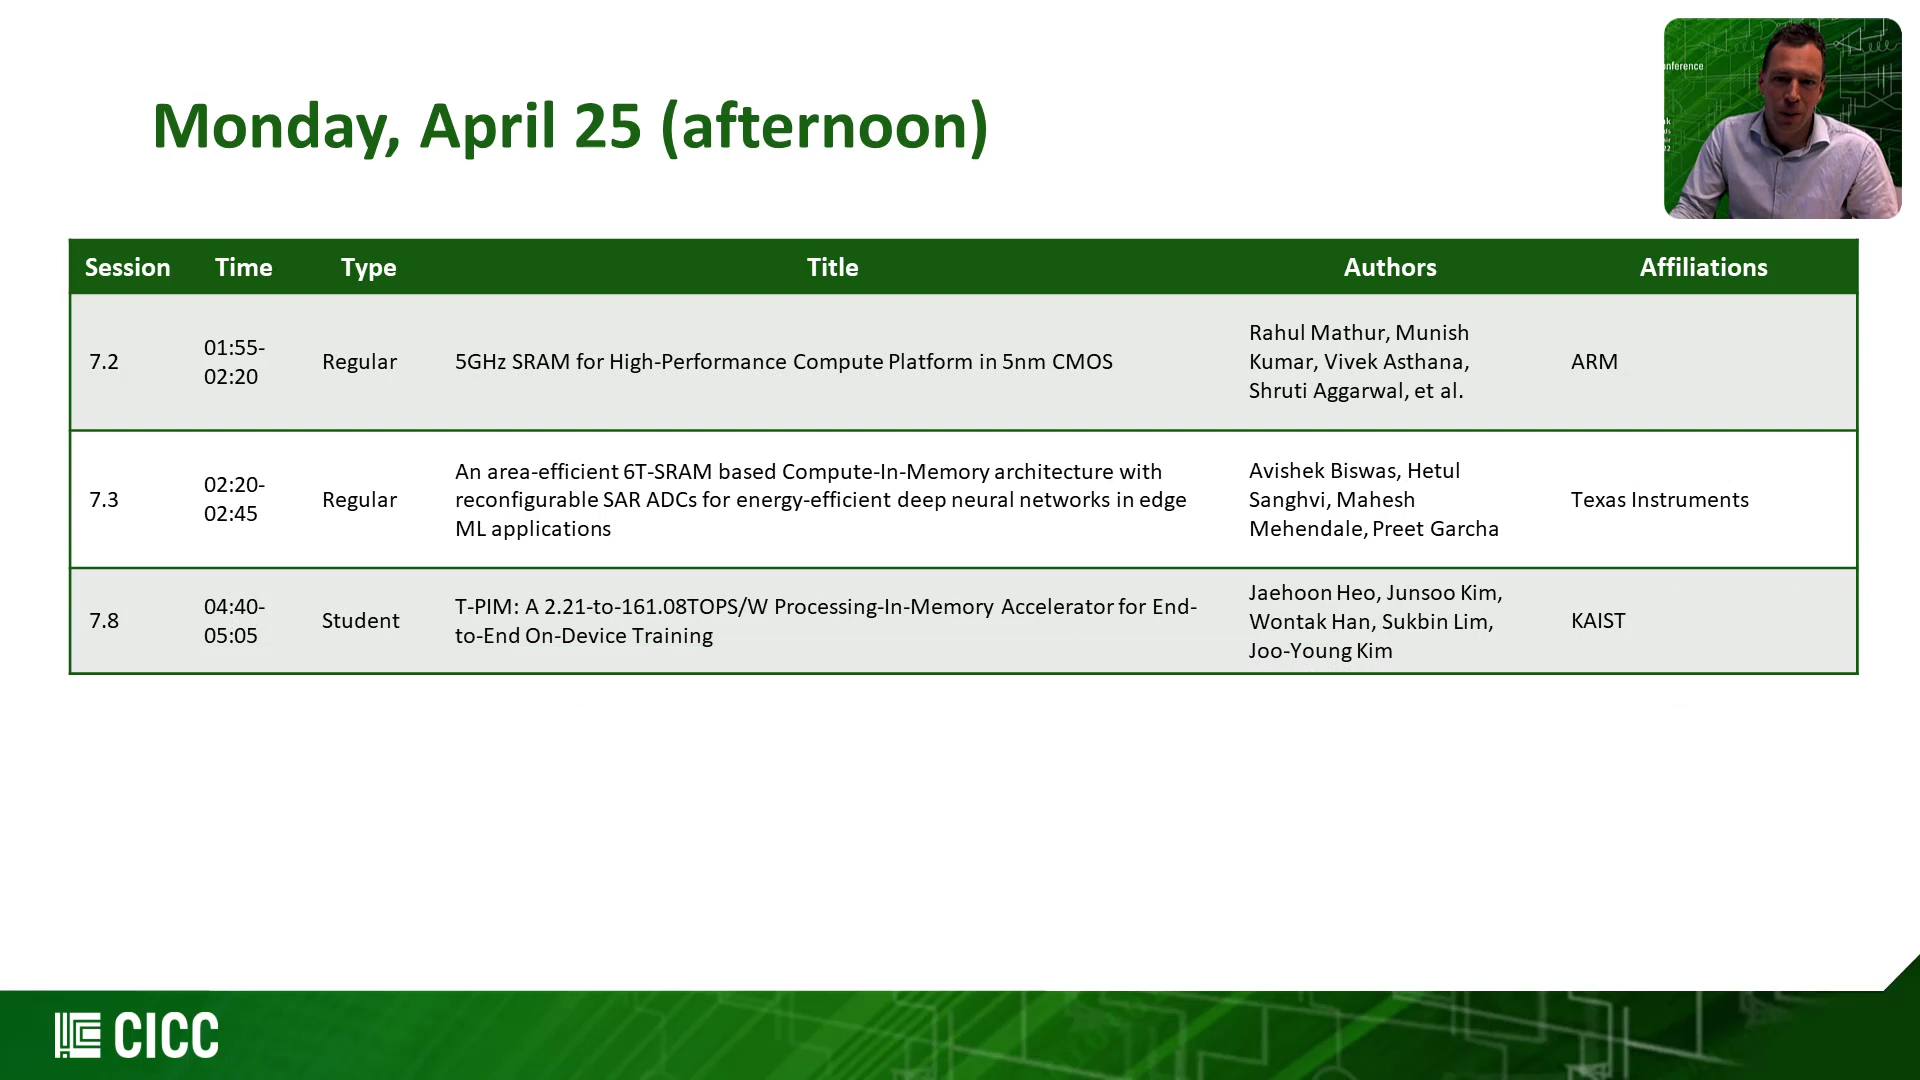 Monday, April 25 (afternoon)
nference
Session Time Type Title Authors Affiliations
7.2
01:55-
02:20
Regular
5GHz SRAM for High-Performance Compute Platform in 5nm CMOS
Rahul Mathur, Munish
Kumar, Vivek Asthana,
Shruti Aggarwal, et al.
ARM
7.3
02:20-
02:45
Regular
An area-efficient 6T-SRAM based Compute-In-Memory architecture with
reconfigurable SAR ADCs for energy-efficient deep neural networks in edge
ML applications
Avishek Biswas, Hetul
Sanghvi, Mahesh
Mehendale, Preet Garcha
Texas Instruments
7.8
04:40-
05:05
Student
T-PIM: A 2.21-to-161.08TOPS/W Processing-In-Memory Accelerator for End-
to-End On-Device Training
Jaehoon Heo, Junsoo Kim,
Wontak Han, Sukbin Lim,
Joo-Young Kim
KAIST
CICC